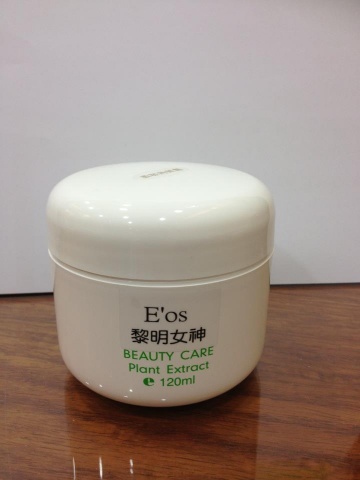 E'os
黎明女神
BEAUTY CARE
Plant Extract
℮ 120ml